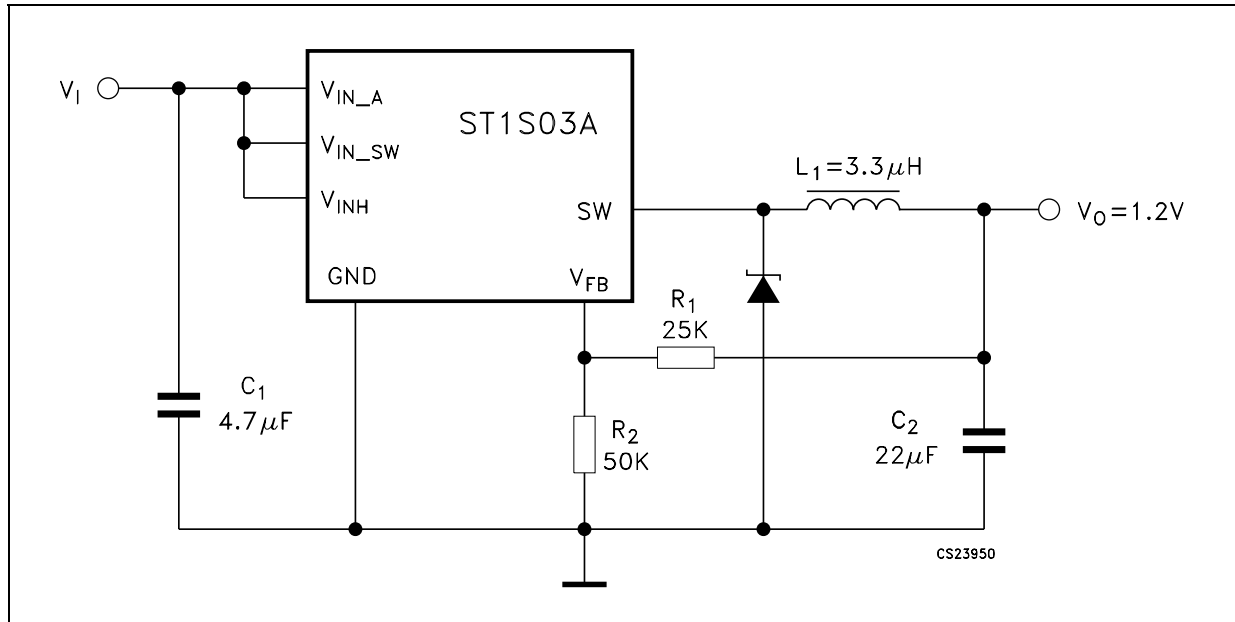 V_I
V_IN_A
V_IN_SW
V_INH
ST1S03A
GND
SW
V_FB
L_1=3.3μH
V_O=1.2V
R_1
25K
C_1
4.7μF
R_2
50K
C_2
22μF
CS23950